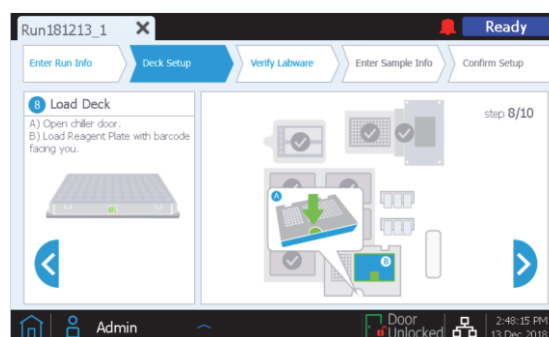 Run181213_1
Ready
Enter Run Info
Deck Setup
Verify Labware
Enter Sample Info
Confirm Setup
8 Load Deck
A) Open chiller door.
B) Load Reagent Plate with barcode
facing you.
step 8/10
A
B
Admin
Door
Unlocked
2:48:15 PM
13 Dec 2018